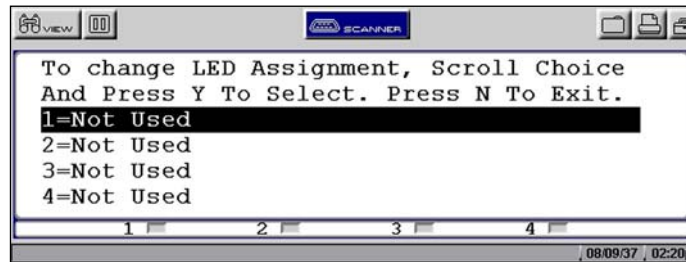 VIEW SCANNER
To change LED Assignment, Scroll Choice
And Press Y To Select. Press N To Exit.
1=Not Used
2=Not Used
3=Not Used
4=Not Used
1 2 3 4
08/09/37 02:20